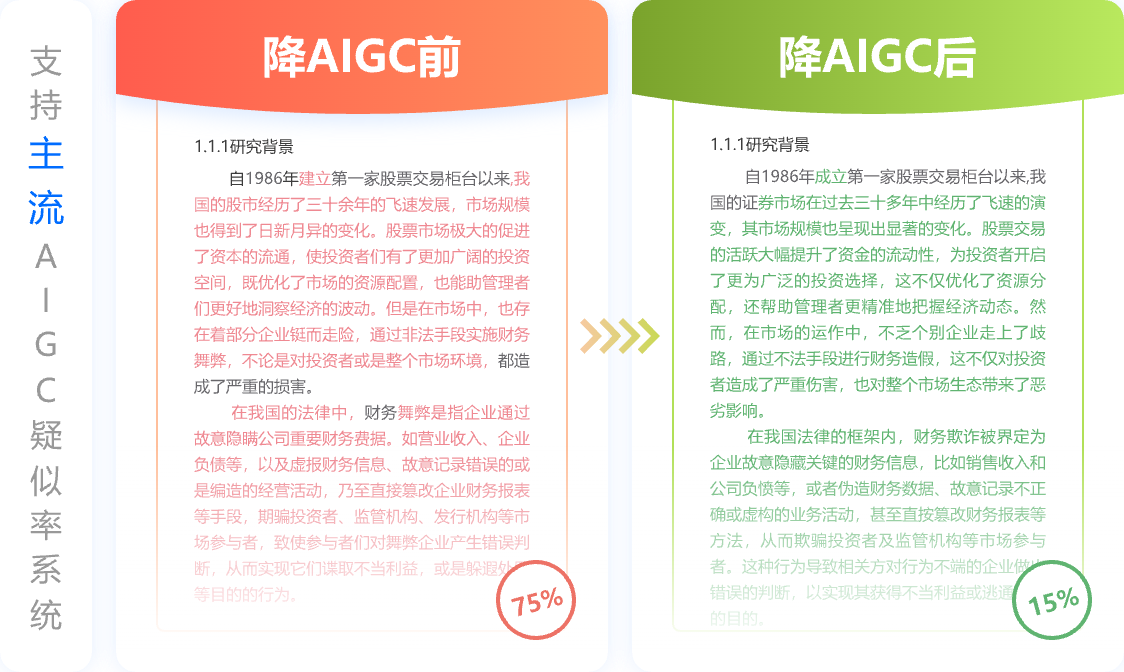 支持主流AIGC疑似率系统
降AIGC前
1.1.1研究背景
自1986年建立第一家股票交易柜台以来,我
国的股市经历了三十余年的飞速发展，市场规模
也得到了日新月异的变化。股票市场极大的促进
了资本的流通，使投资者们有了更加广阔的投资
空间，既优化了市场的资源配置，也能助管理者
们更好地洞察经济的波动。但是在市场中，也存
在着部分企业铤而走险，通过非法手段实施财务
舞弊，不论是对投资者或是整个市场环境，都造
成了严重的损害。
在我国的法律中，财务舞弊是指企业通过
故意隐瞒公司重要财务费据。如营业收入、企业
负债等，以及虚报财务信息、故意记录错误的或
是编造的经营活动，乃至直接篡改企业财务报表
等手段，期骗投资者、监管机构、发行机构等市
场参与者，致使参与者们对舞弊企业产生错误判
断，从而实现它们谋取不当利益，或是躲避处
等目的的行为。
75%
降AIGC后
1.1.1研究背景
自1986年成立第一家股票交易柜台以来,我
国的证券市场在过去三十多年中经历了飞速的演
变，其市场规模也呈现出显著的变化。股票交易
的活跃大幅提升了资金的流动性，为投资者开启
了更为广泛的投资选择，这不仅优化了资源分
配，还帮助管理者更精准地把握经济动态。然
而，在市场的运作中，不乏个别企业走上了歧
路，通过不法手段进行财务造假，这不仅对投资
者造成了严重伤害，也对整个市场生态带来了恶
劣影响。
在我国法律的框架内，财务欺诈被界定为
企业故意隐藏关键的财务信息，比如销售收入和
公司负愤等，或者伪造财务数据、故意记录不正
确或虚构的业务活动，甚至直按篡改财务报表等
方法，从而欺骗投资者及监管机构等市场参与
者。这种行为导致相关方对行为不端的企业做出
错误的判断，以实现其获得不当利益或逃避
的目的。
15%